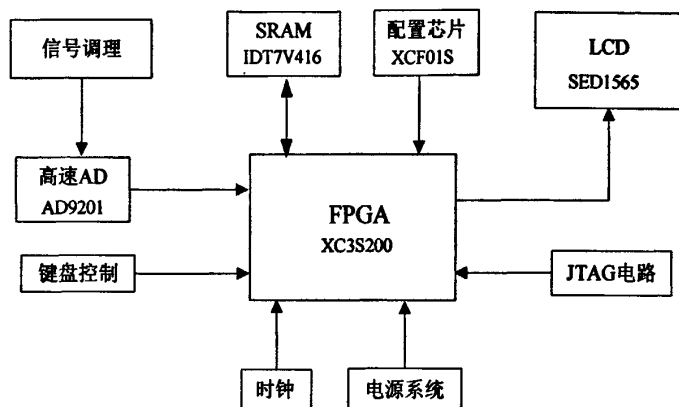 信号调理
SRAM
IDT7V416
配置芯片
XCF01S
LCD
SED1565
高速AD
AD9201
FPGA
XC3S200
键盘控制
JTAG电路
时钟
电源系统